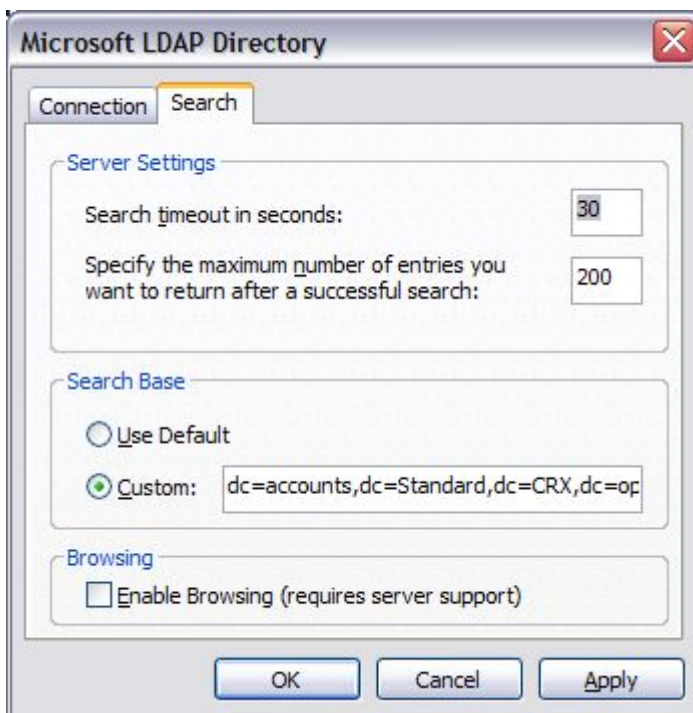 Microsoft LDAP Directory
Connection
Search
Server Settings
Search timeout in seconds:
30
Specify the maximum number of entries you
want to return after a successful search:
200
Search Base
Use Default
Custom:
dc=accounts,dc=Standard,dc=CRX,dc=op
Browsing
Enable Browsing (requires server support)
OK
Cancel
Apply